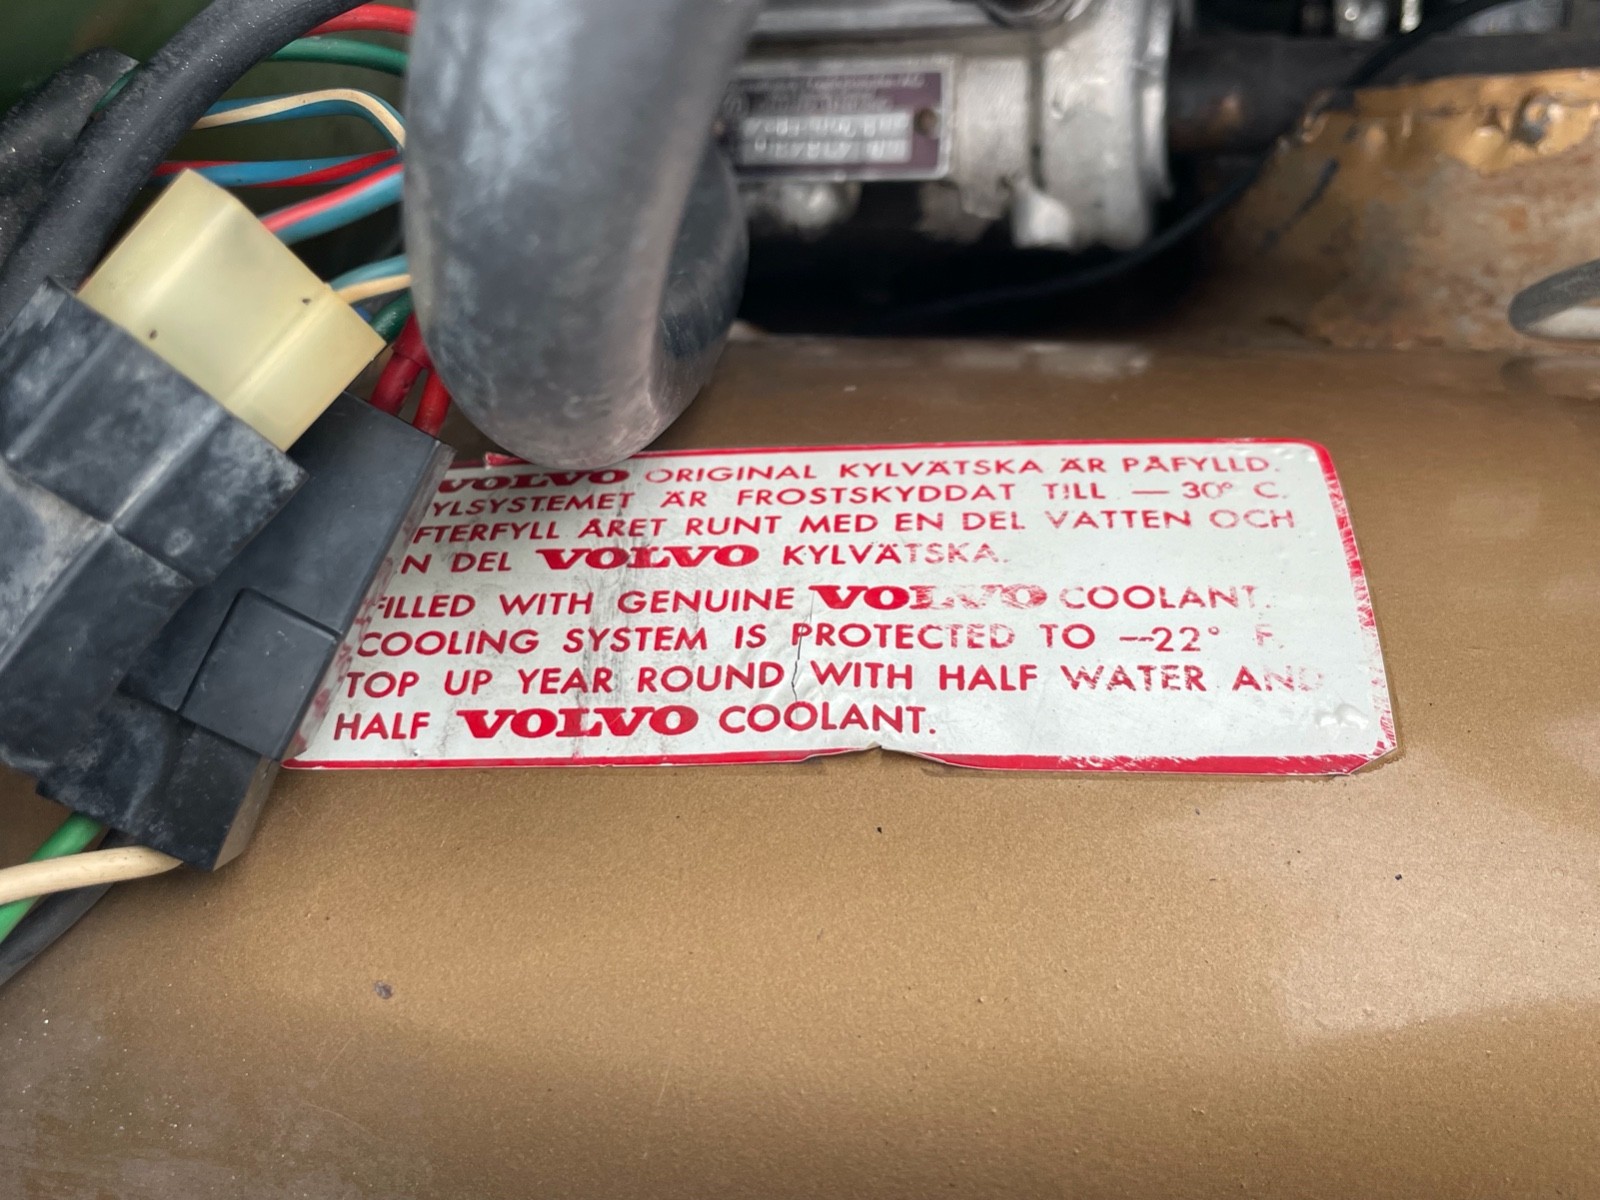 VOLVO ORIGINAL KYLVÄTSKA ÄR PÅFYLLD.
YLSYSTEMET ÄR FROSTSKYDDAT TILL — 30° C.
FTERFYLL ÅRET RUNT MED EN DEL VATTEN OCH
N DEL VOLVO KYLVÄTSKA.
FILLED WITH GENUINE VOLVO COOLANT.
COOLING SYSTEM IS PROTECTED TO —22° F.
TOP UP YEAR ROUND WITH HALF WATER AND
HALF VOLVO COOLANT.